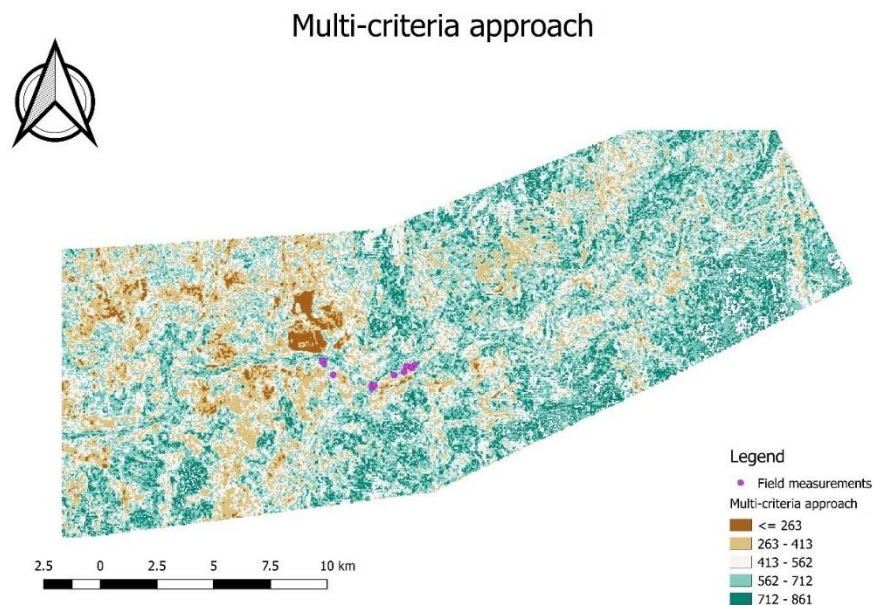 Multi-criteria approach
Legend
Field measurements
Multi-criteria approach
<= 263
263 - 413
413 - 562
562 - 712
712 - 861
2.5 0 2.5 5 7.5 10 km